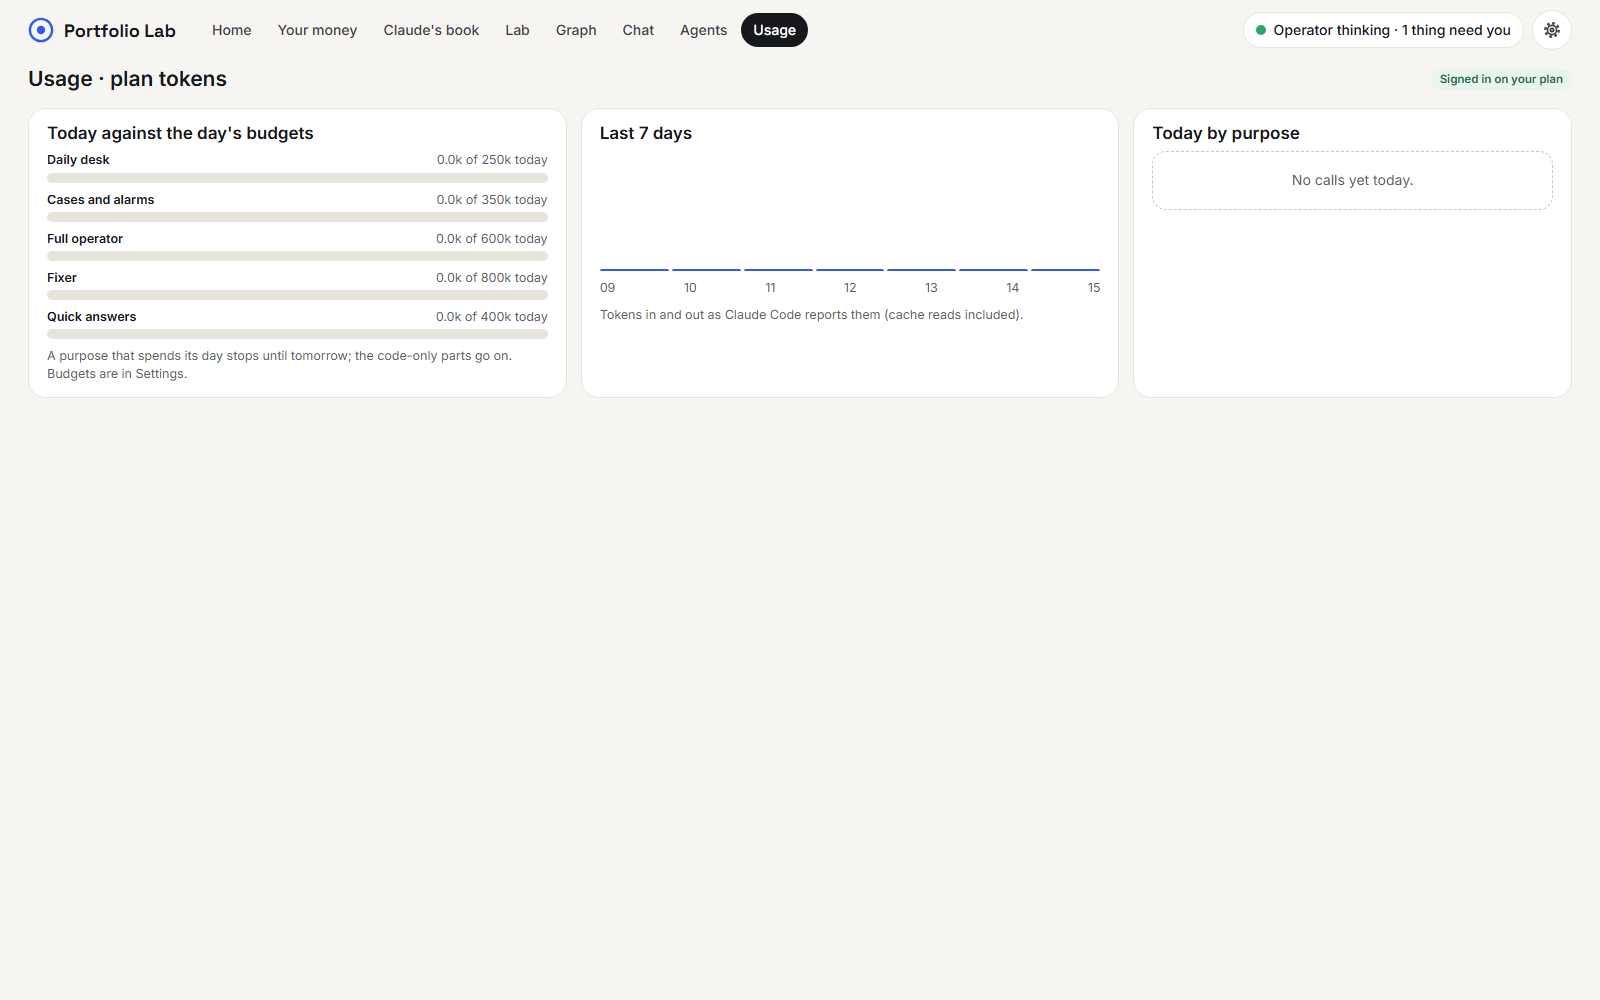 Portfolio Lab
Home
Your money
Claude's book
Lab
Graph
Chat
Agents
Usage
Operator thinking · 1 thing need you
Usage · plan tokens
Signed in on your plan
Today against the day's budgets
Daily desk
0.0k of 250k today
Cases and alarms
0.0k of 350k today
Full operator
0.0k of 600k today
Fixer
0.0k of 800k today
Quick answers
0.0k of 400k today
A purpose that spends its day stops until tomorrow; the code-only parts go on.
Budgets are in Settings.
Last 7 days
09
10
11
12
13
14
15
Tokens in and out as Claude Code reports them (cache reads included).
Today by purpose
No calls yet today.